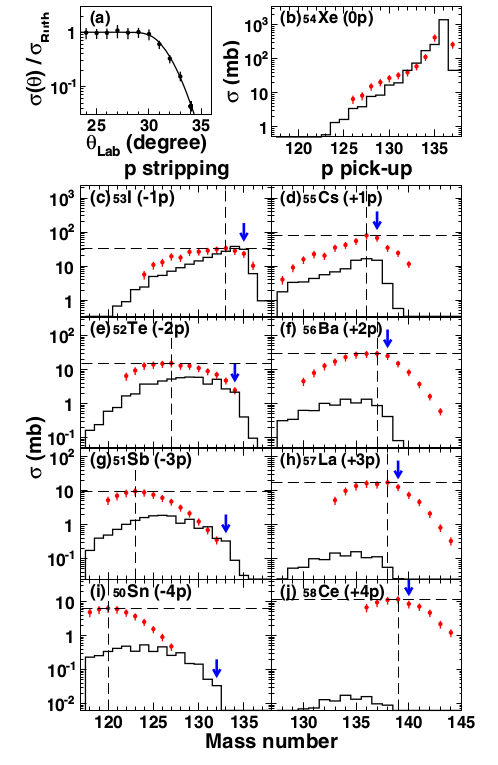 (a)
σ(θ) / σRuth
1
10-1
25 30 35
θLab (degree)
(b) 54Xe (0p)
σ (mb)
103
102
10
1
120 125 130 135
p stripping
p pick-up
(c) 53I (-1p)
(d) 55Cs (+1p)
103
102
10
1
(e) 52Te (-2p)
(f) 56Ba (+2p)
102
10
1
10-1
(g) 51Sb (-3p)
(h) 57La (+3p)
102
10
1
10-1
(i) 50Sn (-4p)
(j) 58Ce (+4p)
10
1
10-1
10-2
σ (mb)
120 125 130 135
130 135 140 145
Mass number